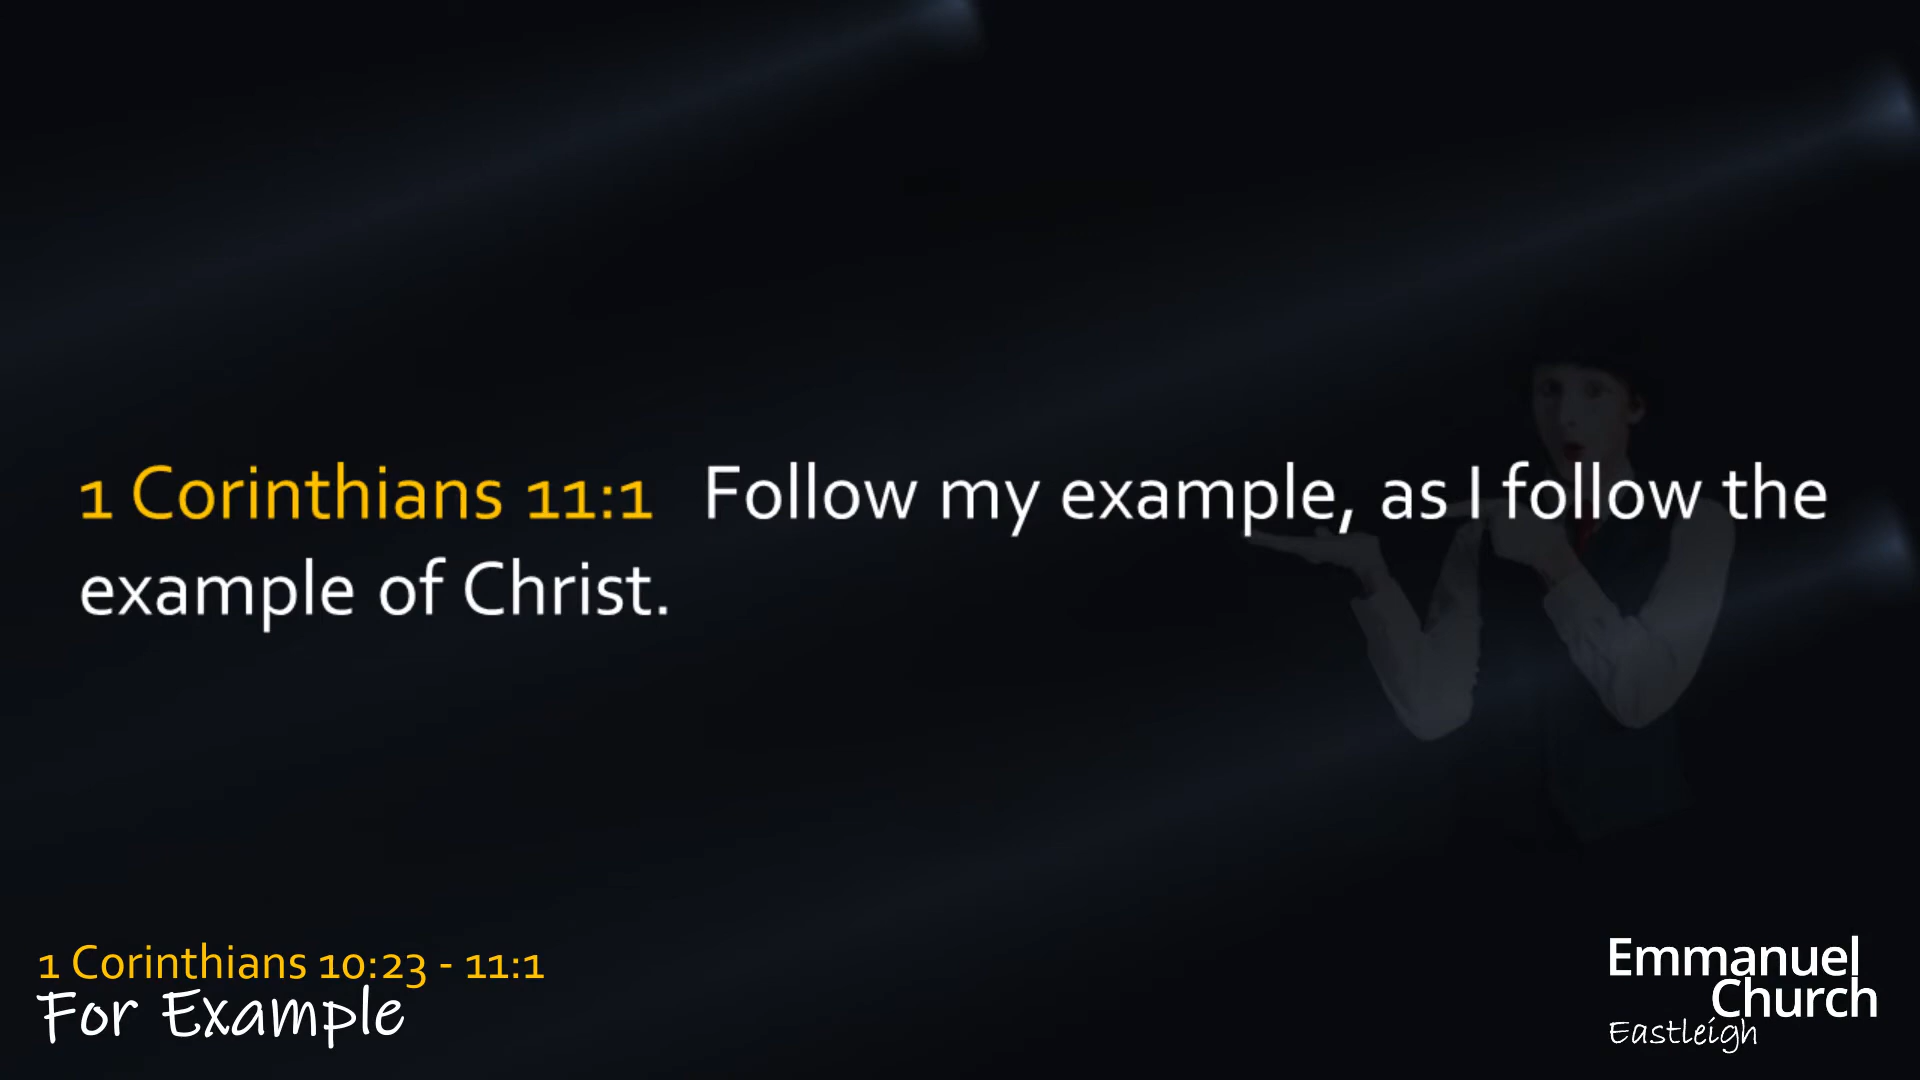 1 Corinthians 11:1 Follow my example, as I follow the
example of Christ.
1 Corinthians 10:23 - 11:1
For Example
Emmanuel
Church
Eastleigh